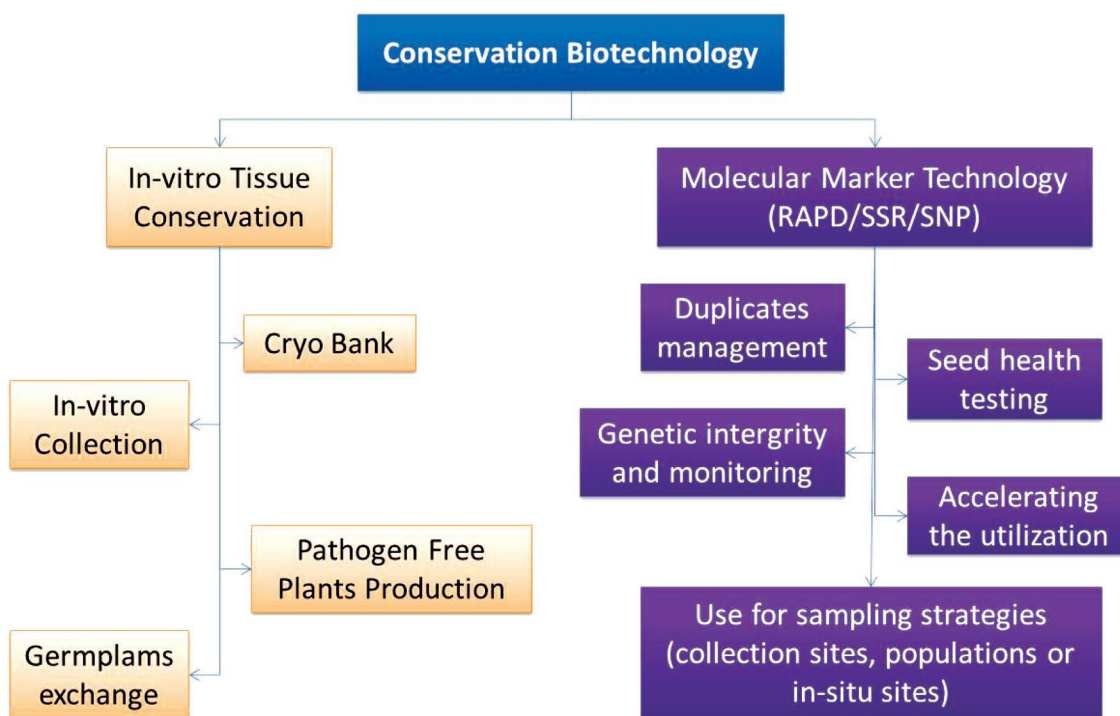 Conservation Biotechnology
In-vitro Tissue
Conservation
Cryo Bank
In-vitro
Collection
Pathogen Free
Plants Production
Germplams
exchange
Molecular Marker Technology
(RAPD/SSR/SNP)
Duplicates
management
Seed health
testing
Genetic intergrity
and monitoring
Accelerating
the utilization
Use for sampling strategies
(collection sites, populations or
in-situ sites)